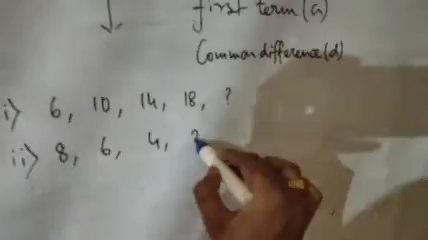 first term (a)
Common difference (d)
i) 6, 10, 14, 18, ?
ii) 8, 6, 4, ?